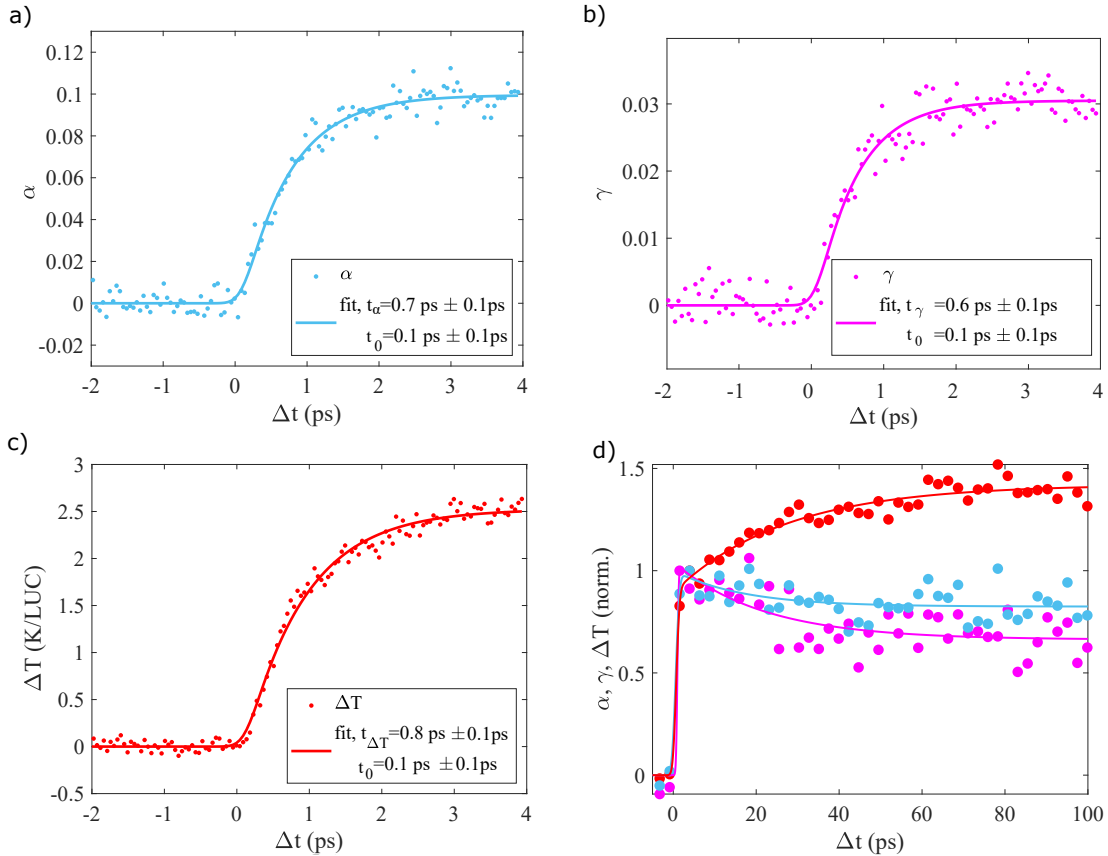 a)
0.12
0.1
0.08
0.06
0.04
0.02
0
-0.02
α
-2 -1 0 1 2 3 4
Δt (ps)
α
fit, tα=0.7 ps ± 0.1ps
t0=0.1 ps ± 0.1ps
b)
0.03
0.02
0.01
0
γ
-2 -1 0 1 2 3 4
Δt (ps)
γ
fit, tγ =0.6 ps ± 0.1ps
t0 =0.1 ps ± 0.1ps
c)
3
2.5
2
1.5
1
0.5
0
-0.5
ΔT (K/LUC)
-2 -1 0 1 2 3 4
Δt (ps)
ΔT
fit, tΔT=0.8 ps ±0.1ps
t0=0.1 ps ±0.1ps
d)
1.5
1
0.5
0
α, γ, ΔT (norm.)
0 20 40 60 80 100
Δt (ps)